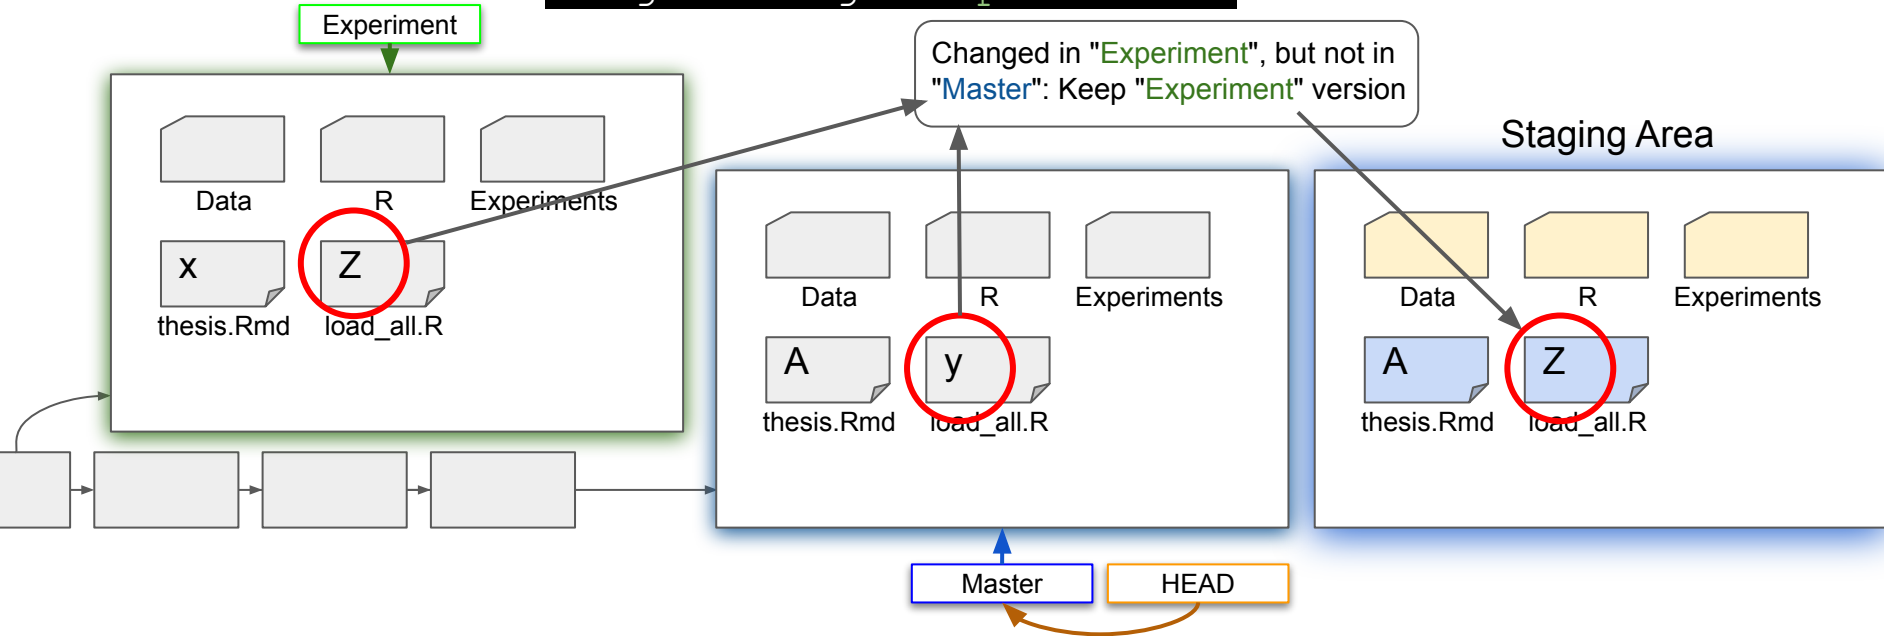 Experiment
Changed in "Experiment", but not in
"Master": Keep "Experiment" version
Staging Area
Data
R
Experiments
x
Z
thesis.Rmd
load_all.R
Data
R
Experiments
A
y
thesis.Rmd
load_all.R
Data
R
Experiments
A
Z
thesis.Rmd
load_all.R
Master
HEAD